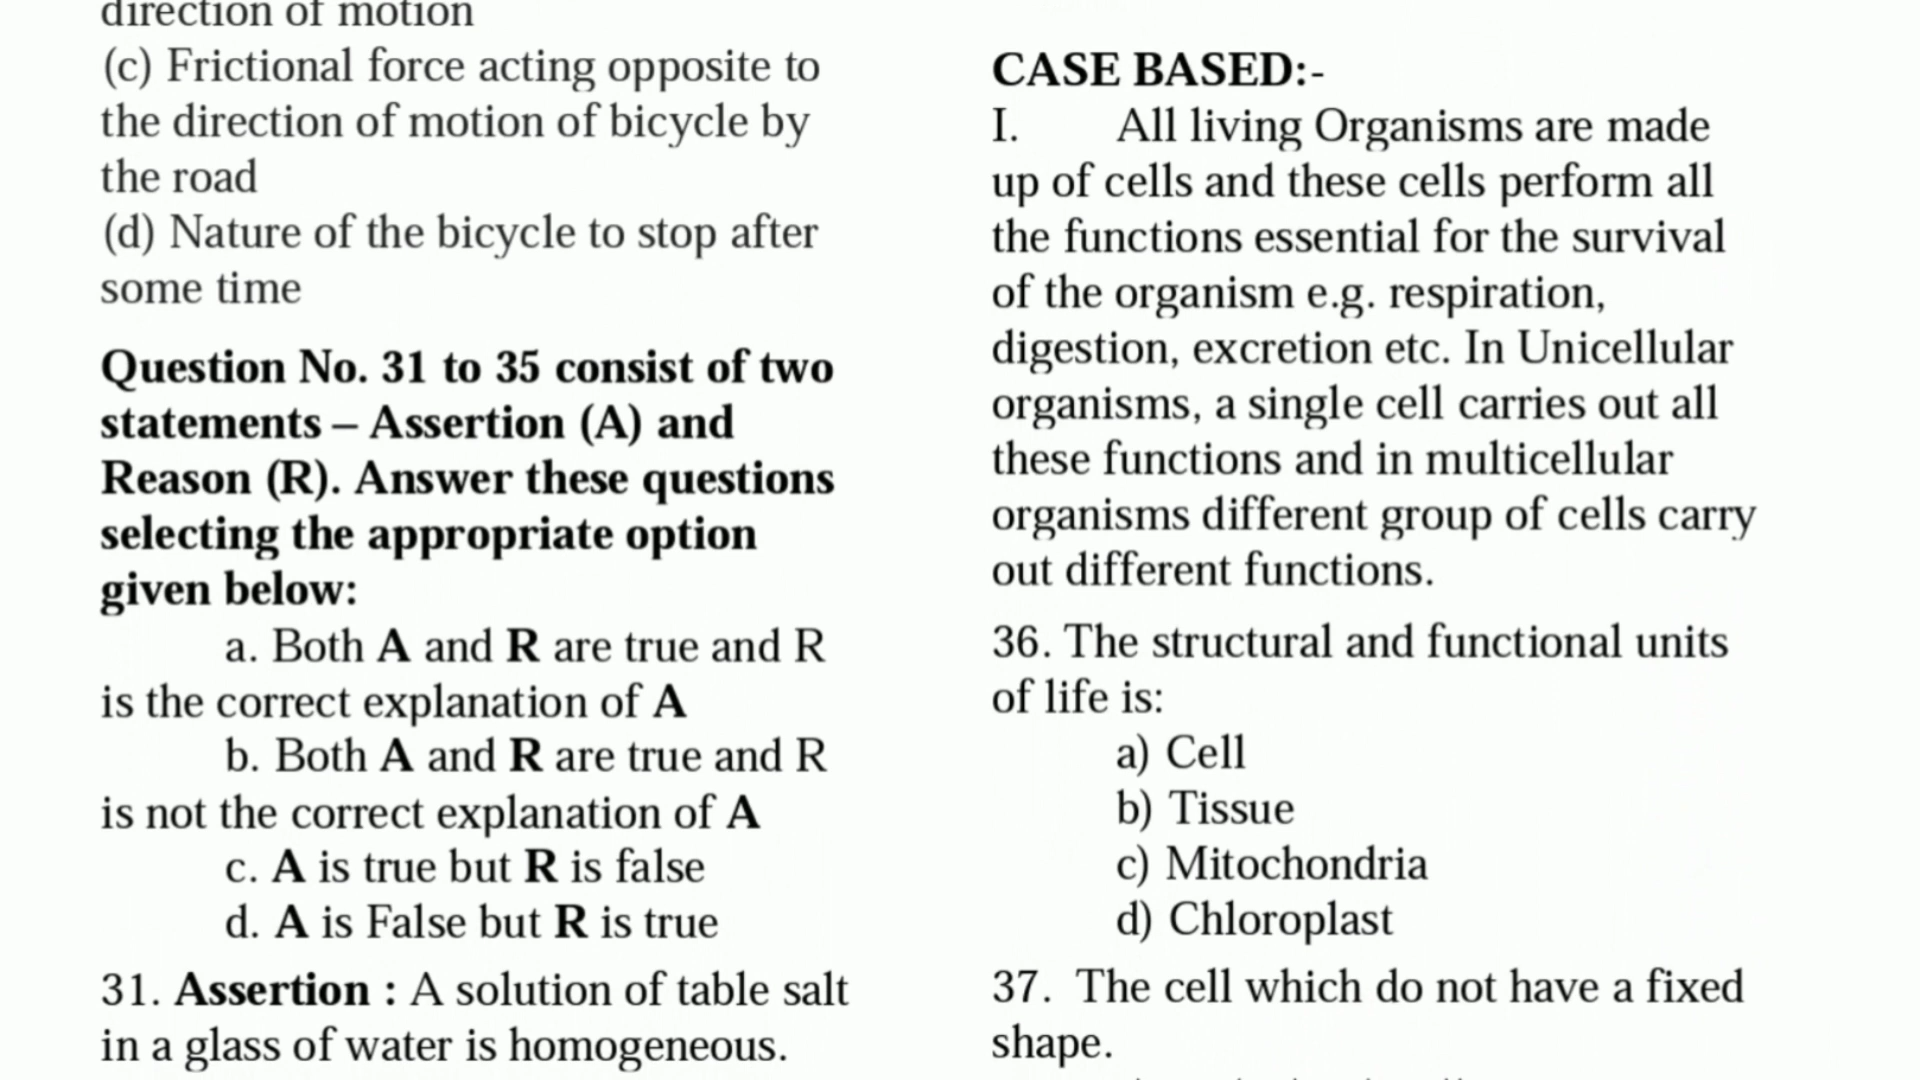 direction of motion
(c) Frictional force acting opposite to
the direction of motion of bicycle by
the road
(d) Nature of the bicycle to stop after
some time
Question No. 31 to 35 consist of two
statements – Assertion (A) and
Reason (R). Answer these questions
selecting the appropriate option
given below:
a. Both A and R are true and R
is the correct explanation of A
b. Both A and R are true and R
is not the correct explanation of A
c. A is true but R is false
d. A is False but R is true
31. Assertion : A solution of table salt
in a glass of water is homogeneous.
CASE BASED:-
I. All living Organisms are made
up of cells and these cells perform all
the functions essential for the survival
of the organism e.g. respiration,
digestion, excretion etc. In Unicellular
organisms, a single cell carries out all
these functions and in multicellular
organisms different group of cells carry
out different functions.
36. The structural and functional units
of life is:
a) Cell
b) Tissue
c) Mitochondria
d) Chloroplast
37. The cell which do not have a fixed
shape.